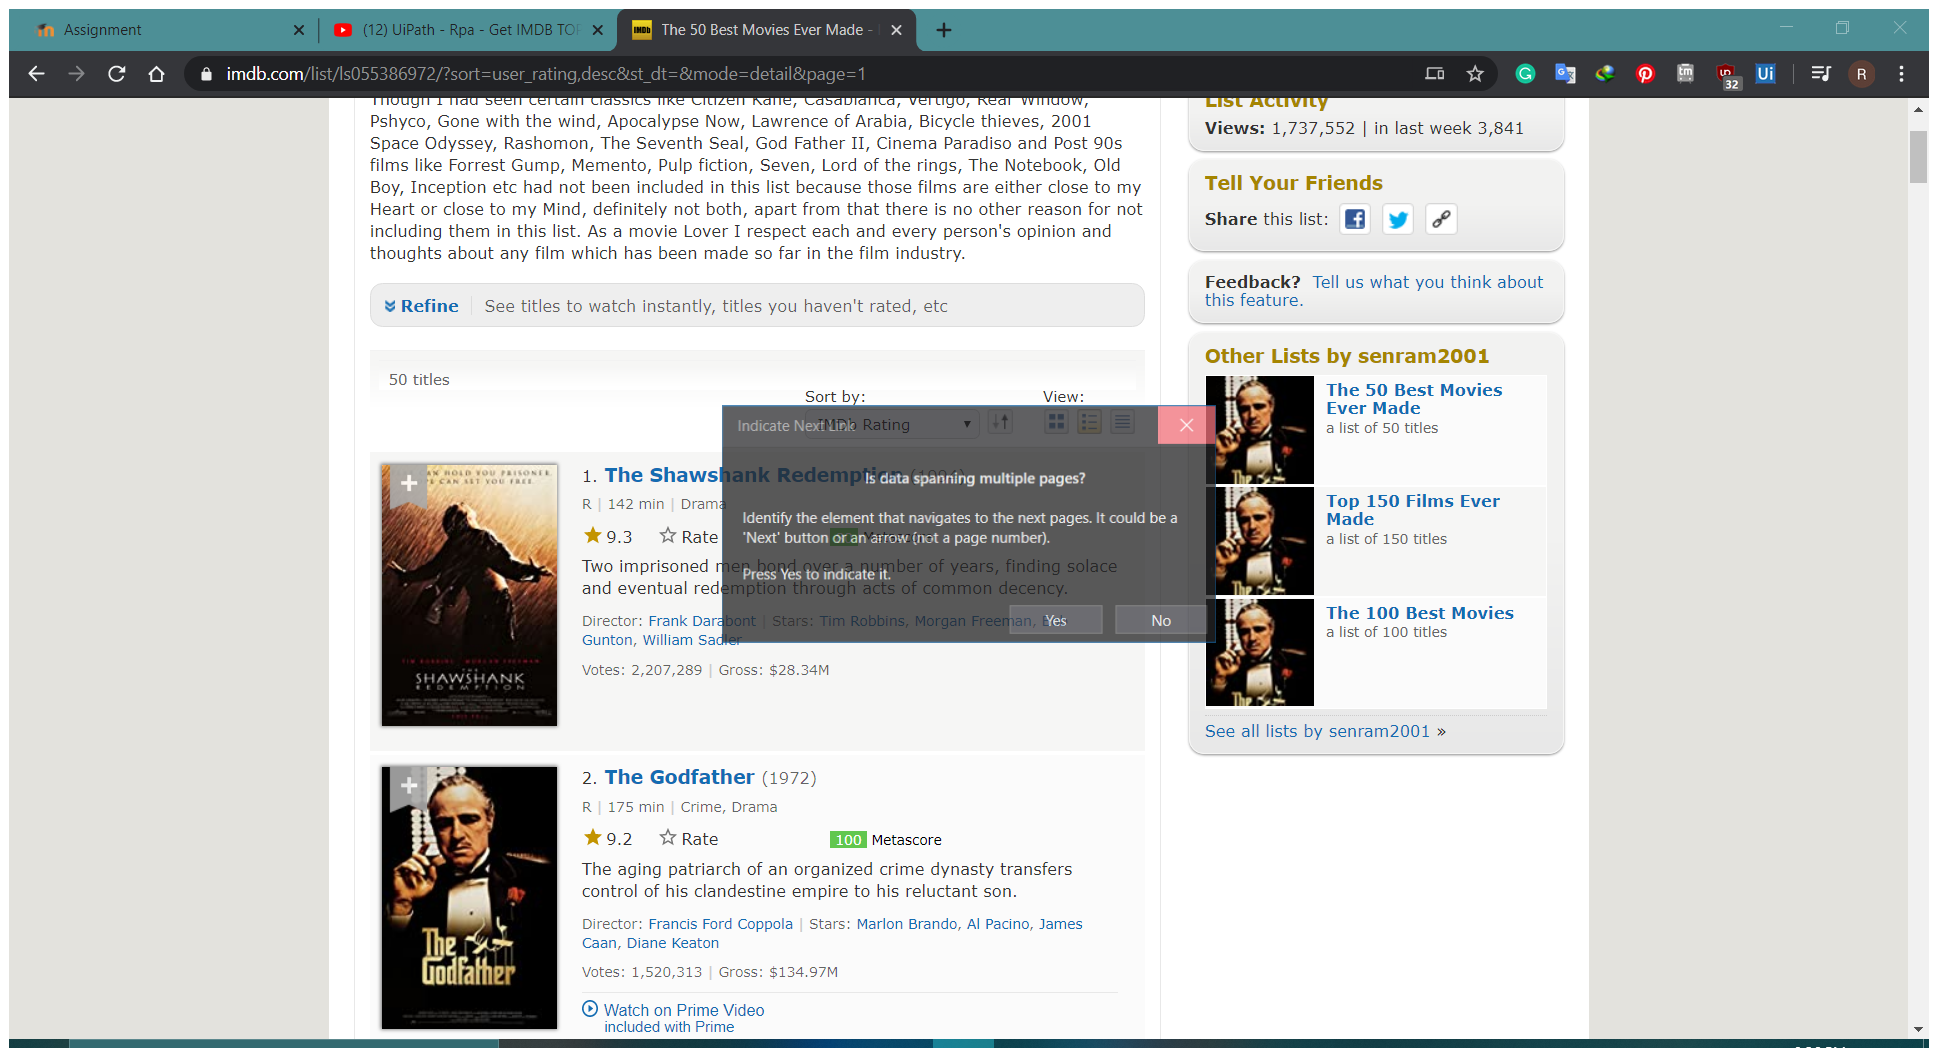 Assignment
(12) UiPath - Rpa - Get IMDB TOP
IMDb
The 50 Best Movies Ever Made -
imdb.com/list/ls055386972/?sort=user_rating,desc&st_dt=&mode=detail&page=1
tm
32
Ui
R
Though I had seen certain classics like Citizen Kane, Casablanca, Vertigo, Rear Window,
Pshyco, Gone with the wind, Apocalypse Now, Lawrence of Arabia, Bicycle thieves, 2001
Space Odyssey, Rashomon, The Seventh Seal, God Father II, Cinema Paradiso and Post 90s
films like Forrest Gump, Memento, Pulp fiction, Seven, Lord of the rings, The Notebook, Old
Boy, Inception etc had not been included in this list because those films are either close to my
Heart or close to my Mind, definitely not both, apart from that there is no other reason for not
including them in this list. As a movie Lover I respect each and every person's opinion and
thoughts about any film which has been made so far in the film industry.
Refine | See titles to watch instantly, titles you haven't rated, etc
50 titles
Sort by:
IMDb Rating
View:
Indicate Next Link
Is data spanning multiple pages?
Identify the element that navigates to the next pages. It could be a
'Next' button or an arrow (not a page number).
Press Yes to indicate it.
Yes
No
1. The Shawshank Redemption (1994)
R | 142 min | Drama
9.3 Rate
Two imprisoned men bond over a number of years, finding solace
and eventual redemption through acts of common decency.
Director: Frank Darabont | Stars: Tim Robbins, Morgan Freeman, Bob
Gunton, William Sadler
Votes: 2,207,289 | Gross: $28.34M
THE
SHAWSHANK
REDEMPTION
2. The Godfather (1972)
R | 175 min | Crime, Drama
9.2 Rate 100 Metascore
The aging patriarch of an organized crime dynasty transfers
control of his clandestine empire to his reluctant son.
Director: Francis Ford Coppola | Stars: Marlon Brando, Al Pacino, James
Caan, Diane Keaton
Votes: 1,520,313 | Gross: $134.97M
Watch on Prime Video
included with Prime
The
Godfather
List Activity
Views: 1,737,552 | in last week 3,841
Tell Your Friends
Share this list:
Feedback? Tell us what you think about
this feature.
Other Lists by senram2001
The 50 Best Movies
Ever Made
a list of 50 titles
Top 150 Films Ever
Made
a list of 150 titles
The 100 Best Movies
a list of 100 titles
See all lists by senram2001 »